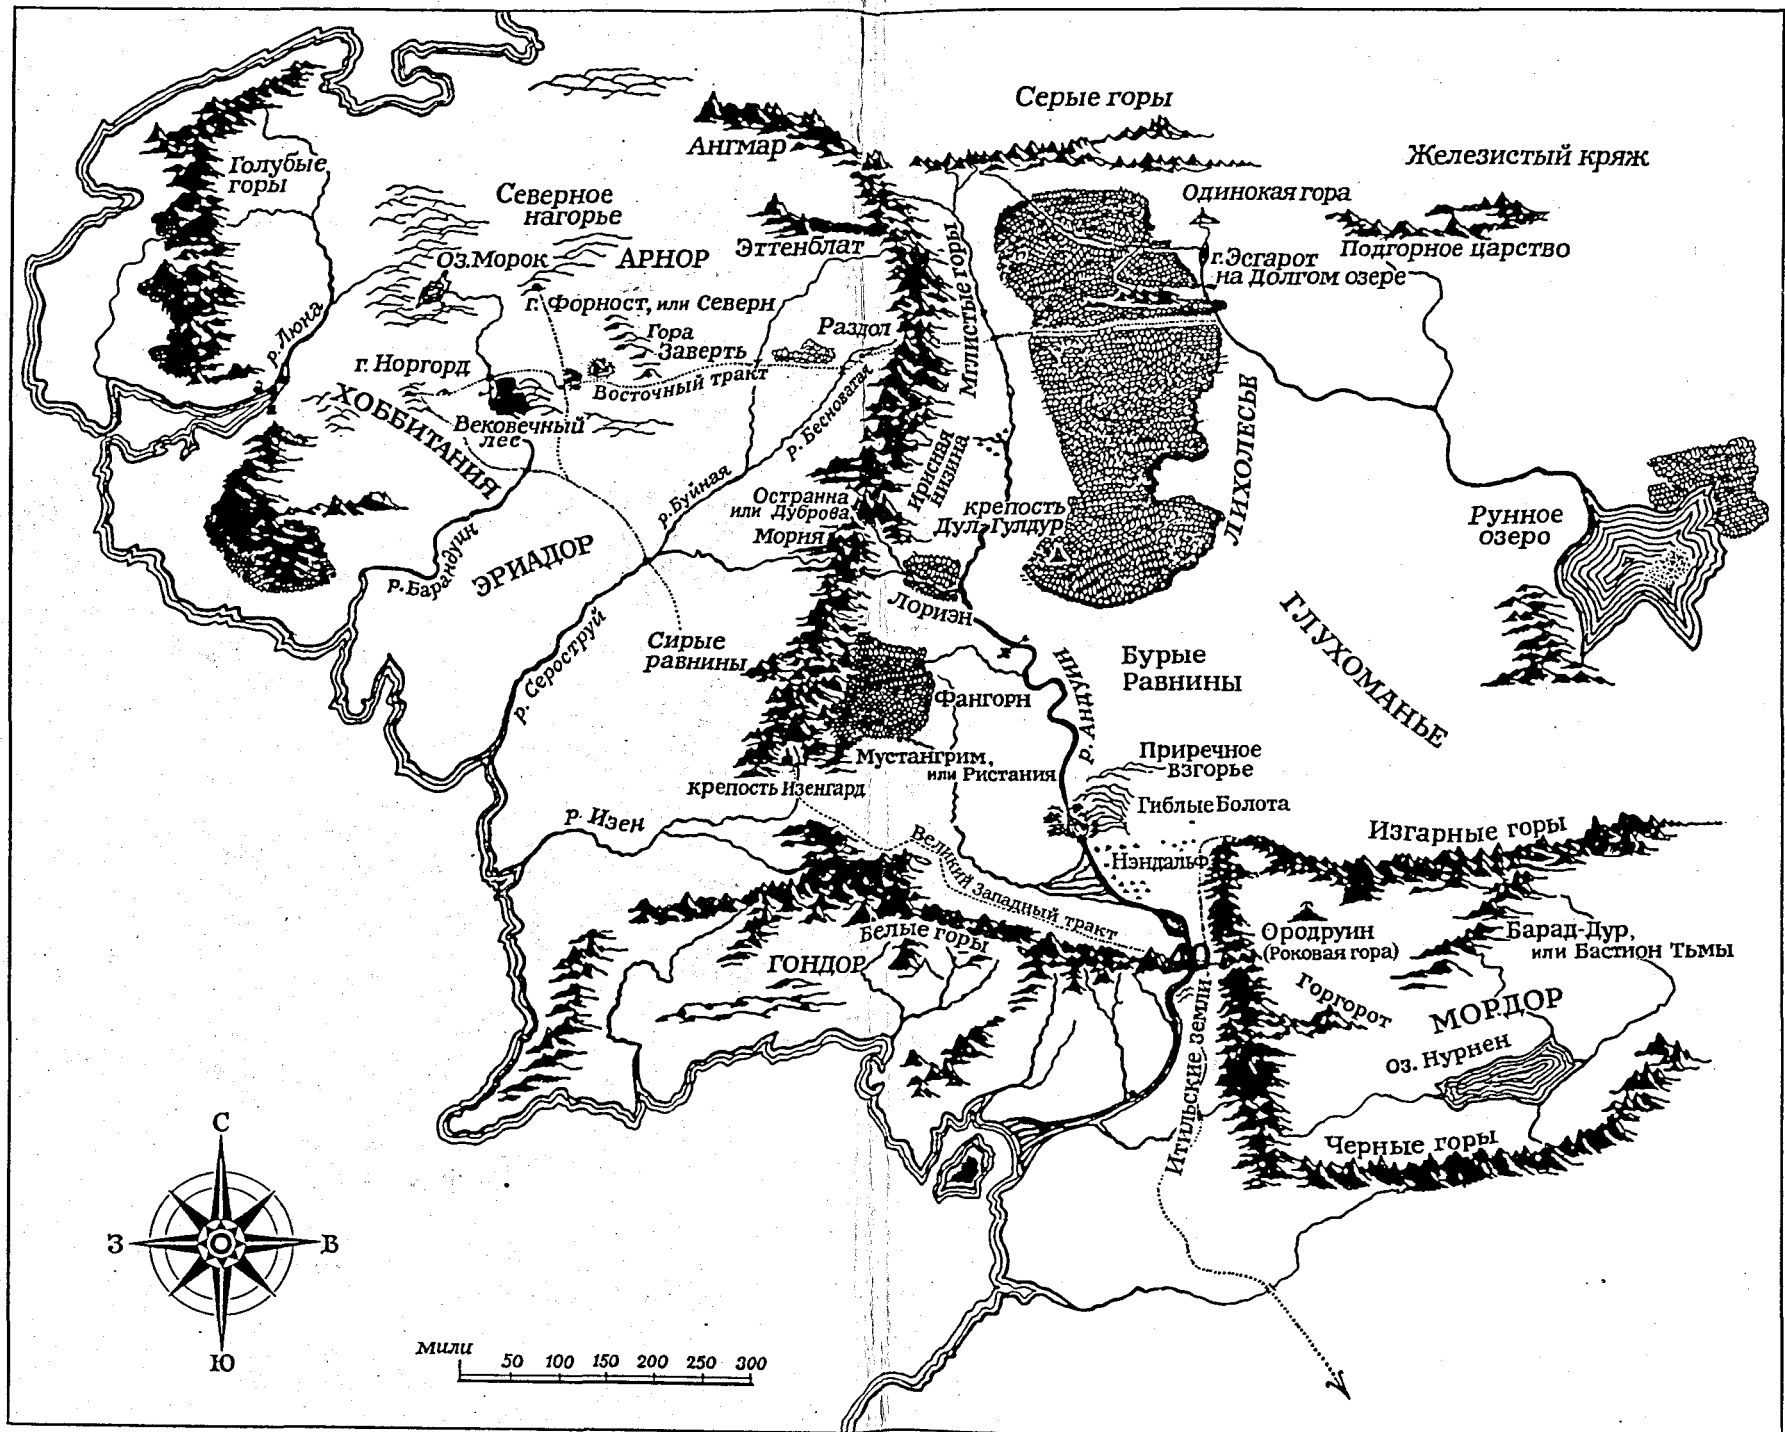 Серые горы
Ангмар
Железистый кряж
Голубые
горы
Северное
нагорье
Одинокая гора
Эттенблат
Мглистые горы
Подгорное царство
Оз.Морок
АРНОР
г.Эсгарот
на Долгом озере
г. Форност, или Северн
р. Люна
Раздол
Гора
Заверть
г. Норгорд
Восточный тракт
ХОББИТАНИЯ
Вековечный
лес
р. Бесноватая
ЛИХОЛЕСЬЕ
Ирисная
низина
р. Буйная
Остранна
или Дуброва
Мория
крепость
Дул-Гулдур
Рунное
озеро
р. Барандуин
ЭРИАДОР
Лориэн
ГЛУХОМАНЬЕ
Сирые
равнины
р. Сероструй
Бурые
Равнины
р. Андуин
Фангорн
Мустангрим,
или Ристания
Приречное
взгорье
крепость Изенгард
Гиблые Болота
р. Изен
Изгарные горы
Великий Западный тракт
Нэндальф
Белые горы
Ородруин
(Роковая гора)
Барад-Дур,
или Бастион Тьмы
ГОНДОР
Горгорот
МОРДОР
Итильские земли
оз. Нурнен
Черные горы
С
З
В
Ю
мили
50 100 150 200 250 300